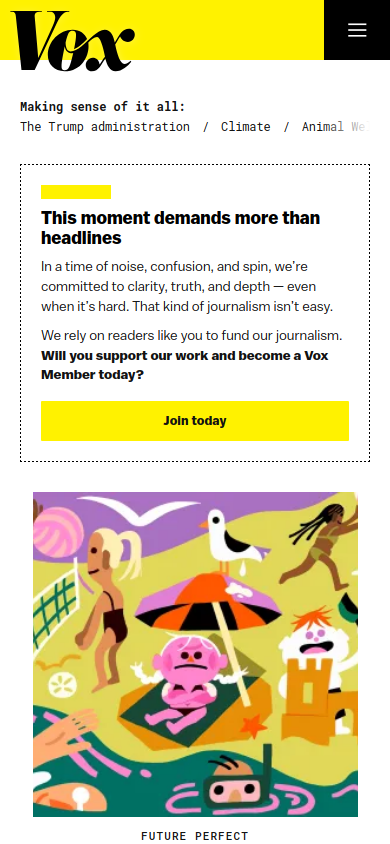 Vox
Making sense of it all:
The Trump administration / Climate / Animal We
This moment demands more than
headlines
In a time of noise, confusion, and spin, we’re
committed to clarity, truth, and depth — even
when it’s hard. That kind of journalism isn’t easy.
We rely on readers like you to fund our journalism.
Will you support our work and become a Vox
Member today?
Join today
FUTURE PERFECT